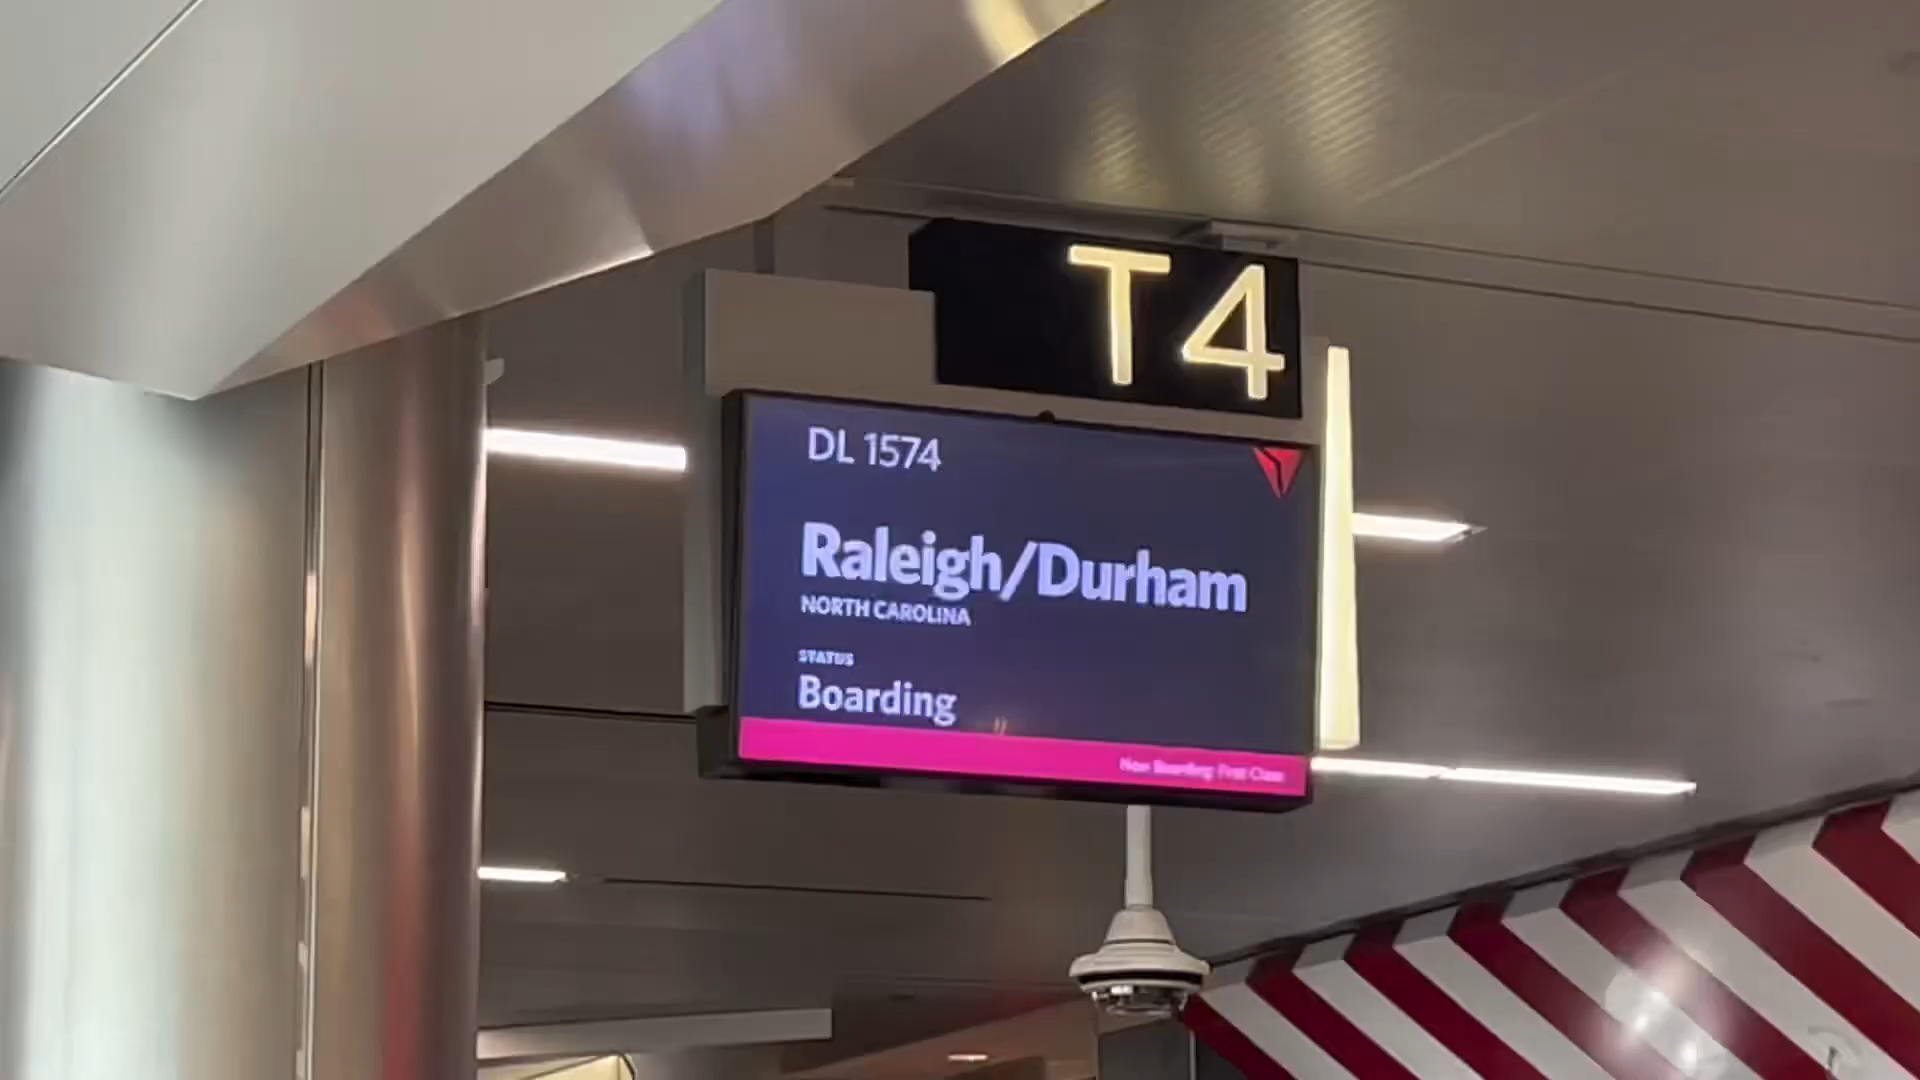 T4
DL 1574
Raleigh/Durham
NORTH CAROLINA
STATUS
Boarding
Now Boarding: First Class